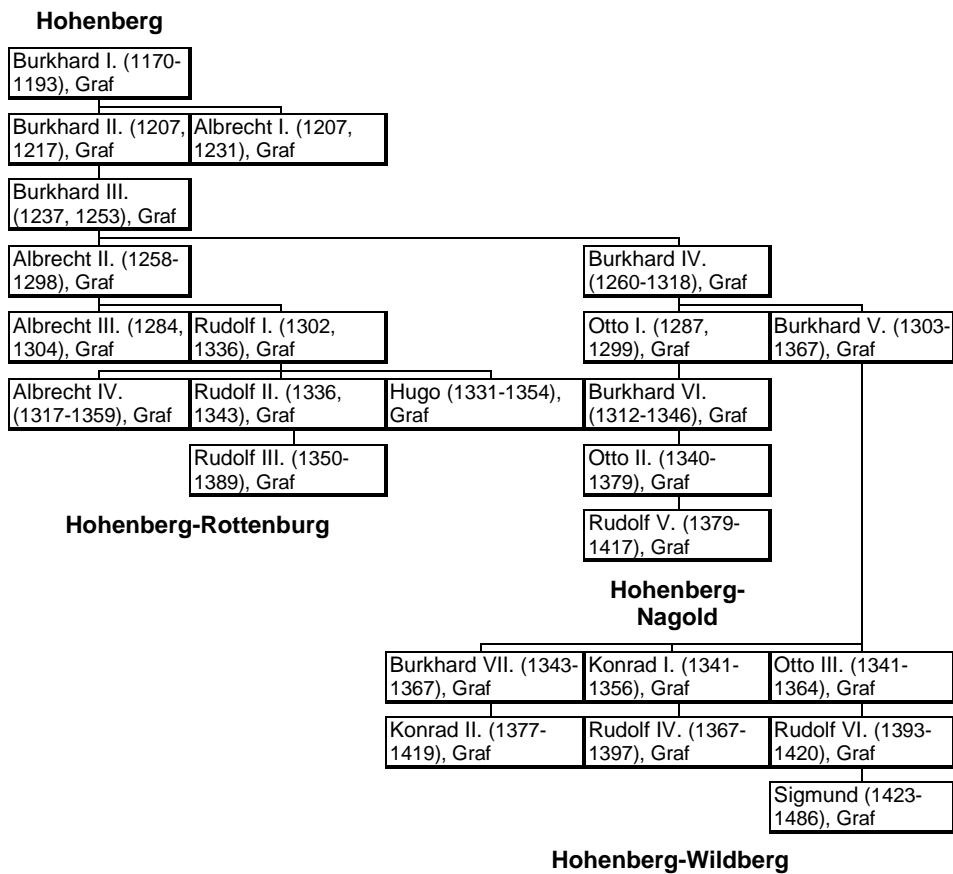 Hohenberg
Burkhard I. (1170-
1193), Graf
Burkhard II. (1207,
1217), Graf
Albrecht I. (1207,
1231), Graf
Burkhard III.
(1237, 1253), Graf
Albrecht II. (1258-
1298), Graf
Burkhard IV.
(1260-1318), Graf
Albrecht III. (1284,
1304), Graf
Rudolf I. (1302,
1336), Graf
Otto I. (1287,
1299), Graf
Burkhard V. (1303-
1367), Graf
Albrecht IV.
(1317-1359), Graf
Rudolf II. (1336,
1343), Graf
Hugo (1331-1354),
Graf
Burkhard VI.
(1312-1346), Graf
Rudolf III. (1350-
1389), Graf
Otto II. (1340-
1379), Graf
Hohenberg-Rottenburg
Rudolf V. (1379-
1417), Graf
Hohenberg-
Nagold
Burkhard VII. (1343-
1367), Graf
Konrad I. (1341-
1356), Graf
Otto III. (1341-
1364), Graf
Konrad II. (1377-
1419), Graf
Rudolf IV. (1367-
1397), Graf
Rudolf VI. (1393-
1420), Graf
Sigmund (1423-
1486), Graf
Hohenberg-Wildberg